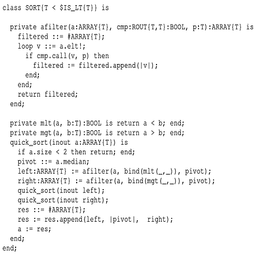 class SORT{T < $IS_LT{T}} is
private afilter(a:ARRAY{T}, cmp:ROUT{T,T}:BOOL, p:T):ARRAY{T} is
filtered ::= #ARRAY{T};
loop v ::= a.elt!;
if cmp.call(v, p) then
filtered := filtered.append(|v|);
end;
end;
return filtered;
end;
private mlt(a, b:T):BOOL is return a < b; end;
private mgt(a, b:T):BOOL is return a > b; end;
quick_sort(inout a:ARRAY{T}) is
if a.size < 2 then return; end;
pivot ::= a.median;
left:ARRAY{T} := afilter(a, bind(mlt(_,_)), pivot);
right:ARRAY{T} := afilter(a, bind(mgt(_,_)), pivot);
quick_sort(inout left);
quick_sort(inout right);
res ::= #ARRAY{T};
res := res.append(left, |pivot|, right);
a := res;
end;
end;